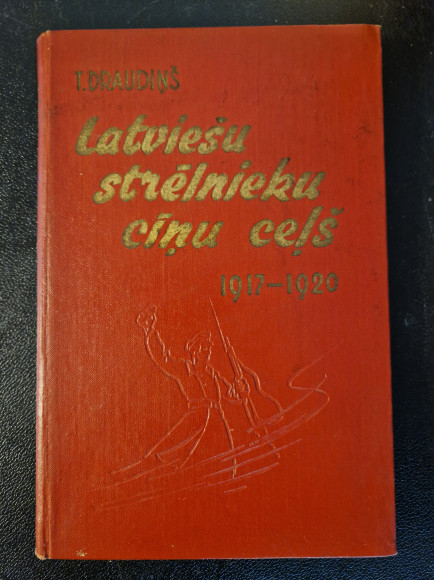 T. DRAUDIŅŠ
Latviešu
strēlnieku
cīņu ceļš
1917–1920